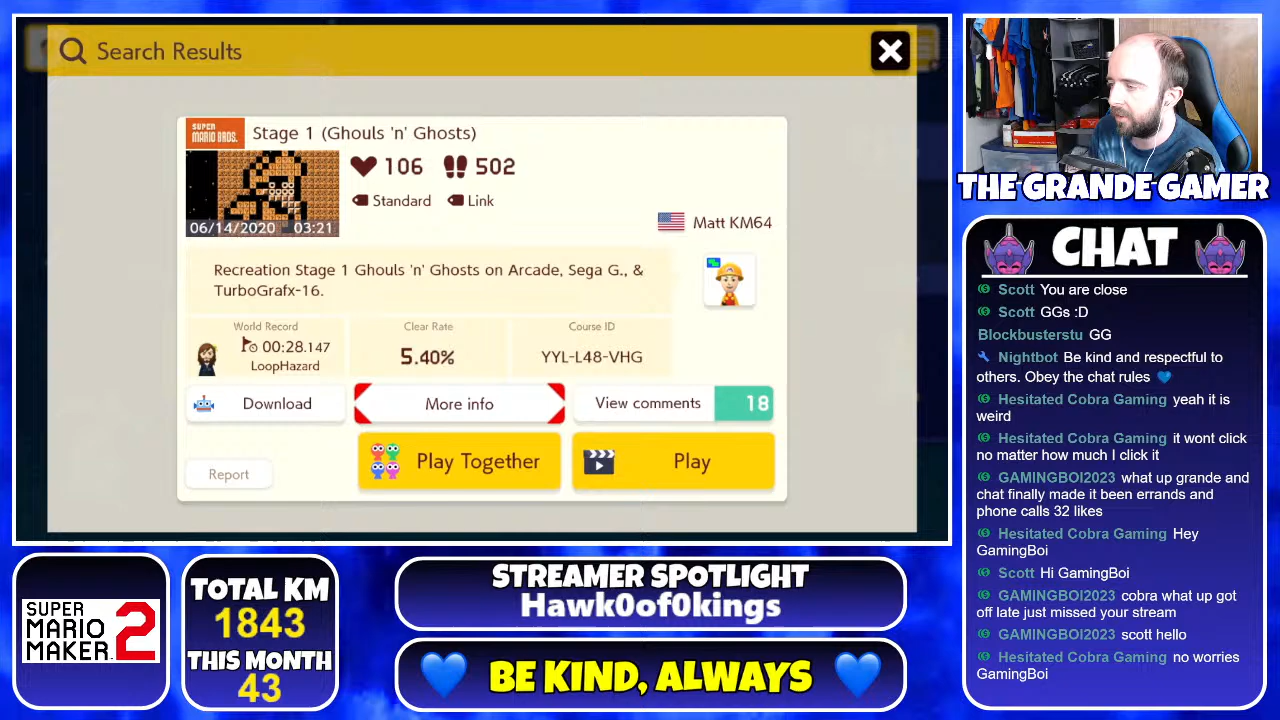 Search Results
SUPER
MARIO BROS.
Stage 1 (Ghouls 'n' Ghosts)
106
502
Standard
Link
06/14/2020 03:21
Matt KM64
Recreation Stage 1 Ghouls 'n' Ghosts on Arcade, Sega G., &
TurboGrafx-16.
World Record
00:28.147
LoopHazard
Clear Rate
5.40%
Course ID
YYL-L48-VHG
Download
More info
View comments
18
Report
Play Together
Play
THE GRANDE GAMER
CHAT
Scott You are close
Scott GGs :D
Blockbusterstu GG
Nightbot Be kind and respectful to
others. Obey the chat rules
Hesitated Cobra Gaming yeah it is
weird
Hesitated Cobra Gaming it wont click
no matter how much I click it
GAMINGBOI2023 what up grande and
chat finally made it been errands and
phone calls 32 likes
Hesitated Cobra Gaming Hey
GamingBoi
Scott Hi GamingBoi
GAMINGBOI2023 cobra what up got
off late just missed your stream
GAMINGBOI2023 scott hello
Hesitated Cobra Gaming no worries
GamingBoi
SUPER
MARIO
MAKER 2
TOTAL KM
1843
THIS MONTH
43
STREAMER SPOTLIGHT
Hawk0of0kings
BE KIND, ALWAYS